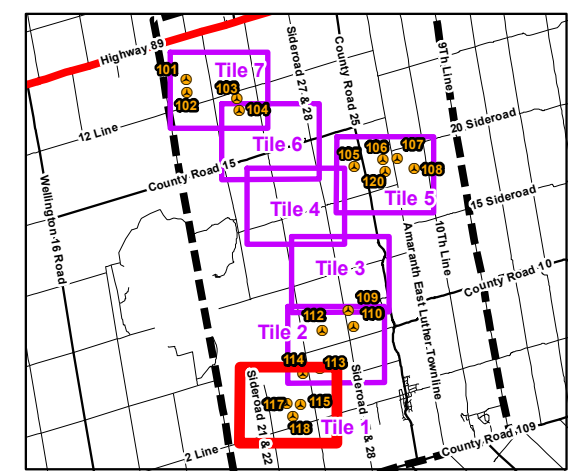 Highway 89
101
102
103
104
Tile 7
Sideroad 27 & 28
County Road 25
9Th Line
12 Line
Tile 6
County Road 15
105
106
107
108
120
20 Sideroad
Tile 5
Wellington 16 Road
Tile 4
15 Sideroad
10Th Line
Amaranth East Luther Townline
Tile 3
County Road 10
109
110
112
Tile 2
114
113
Sideroad 21 & 22
117
115
118
Tile 1
2 Line
County Road 109